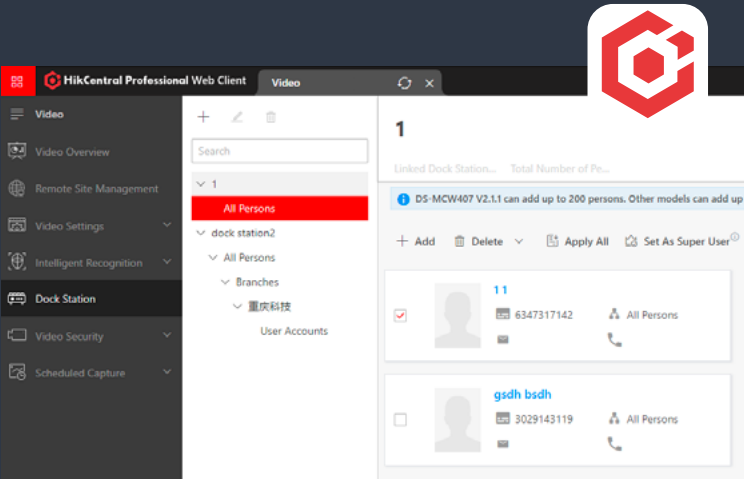 HikCentral Professional Web Client
Video
Video
Video Overview
Remote Site Management
Video Settings
Intelligent Recognition
Dock Station
Video Security
Scheduled Capture
Search
1
All Persons
dock station2
All Persons
Branches
重庆科技
User Accounts
1
Linked Dock Station... Total Number of Pe...
DS-MCW407 V2.1.1 can add up to 200 persons. Other models can add up
Add Delete Apply All Set As Super User
1 1
6347317142 All Persons
gsdh bsdh
3029143119 All Persons